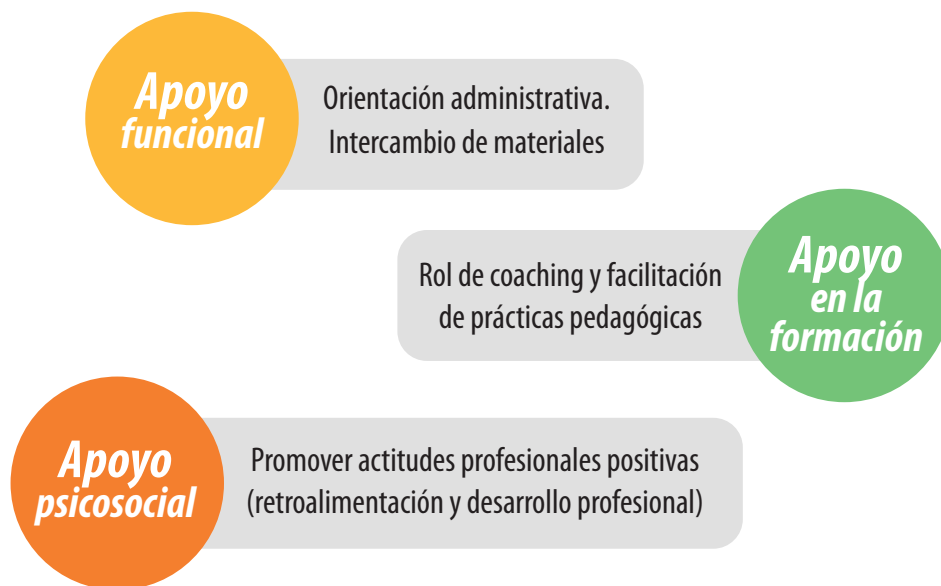 Apoyo
funcional
Orientación administrativa.
Intercambio de materiales
Rol de coaching y facilitación
de prácticas pedagógicas
Apoyo
en la
formación
Apoyo
psicosocial
Promover actitudes profesionales positivas
(retroalimentación y desarrollo profesional)